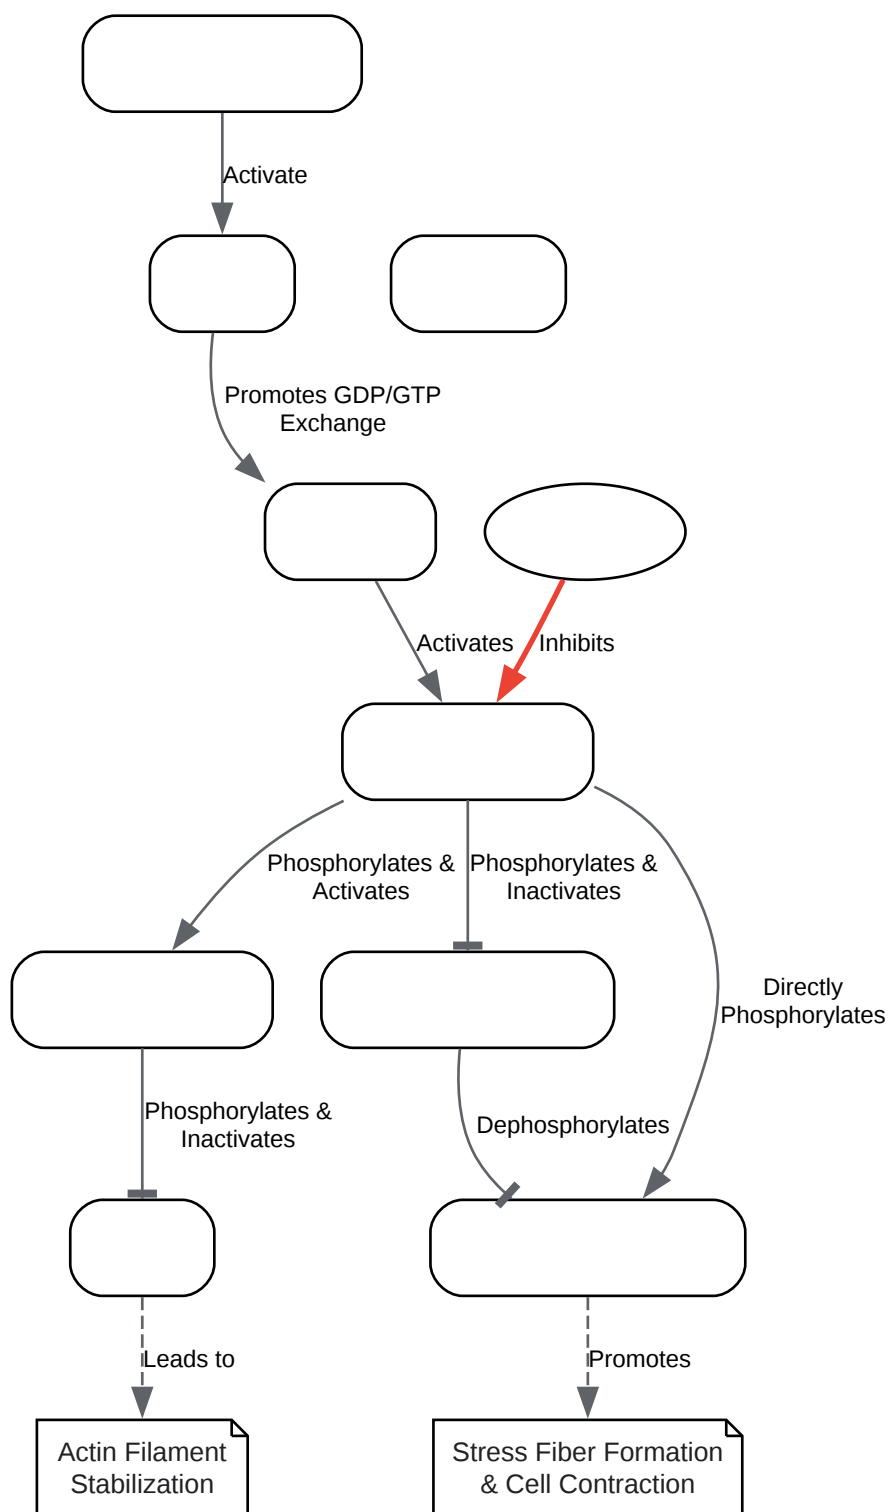 Activate
Promotes GDP/GTP
Exchange
Activates
Inhibits
Phosphorylates &
Activates
Phosphorylates &
Inactivates
Directly
Phosphorylates
Phosphorylates &
Inactivates
Dephosphorylates
Leads to
Promotes
Actin Filament
Stabilization
Stress Fiber Formation
& Cell Contraction